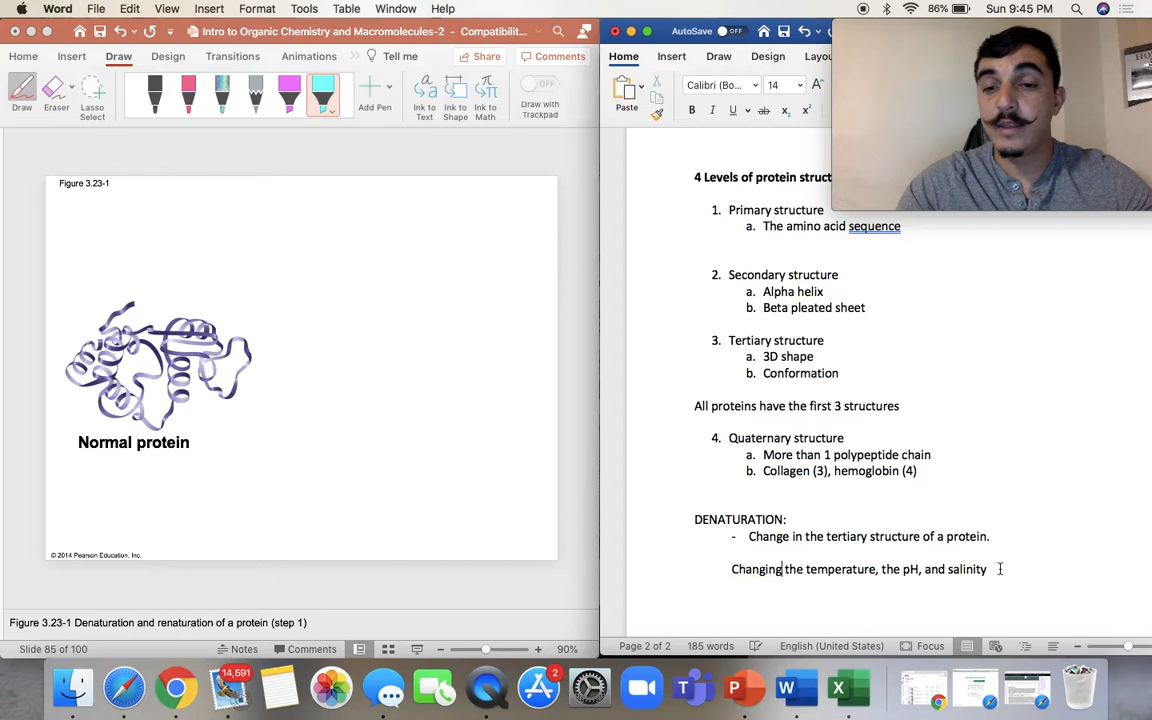 Word File Edit View Insert Format Tools Table Window Help 86% Sun 9:45 PM
Intro to Organic Chemistry and Macromolecules-2 - Compatibilit...
Home Insert Draw Design Transitions Animations Tell me Share Comments
Draw Eraser Lasso Select Add Pen Ink to Text Ink to Shape Ink to Math OFF Draw with Trackpad
Figure 3.23-1
Normal protein
© 2014 Pearson Education, Inc.
Figure 3.23-1 Denaturation and renaturation of a protein (step 1)
Slide 85 of 100 Notes Comments 90%
AutoSave OFF
Home Insert Draw Design Layou
Paste Calibri (Bo... 14 A
B I U ab x₂ x²
4 Levels of protein struct
1. Primary structure
a. The amino acid sequence
2. Secondary structure
a. Alpha helix
b. Beta pleated sheet
3. Tertiary structure
a. 3D shape
b. Conformation
All proteins have the first 3 structures
4. Quaternary structure
a. More than 1 polypeptide chain
b. Collagen (3), hemoglobin (4)
DENATURATION:
- Change in the tertiary structure of a protein.
Changing the temperature, the pH, and salinity
Page 2 of 2 185 words English (United States) Focus
14,691 2